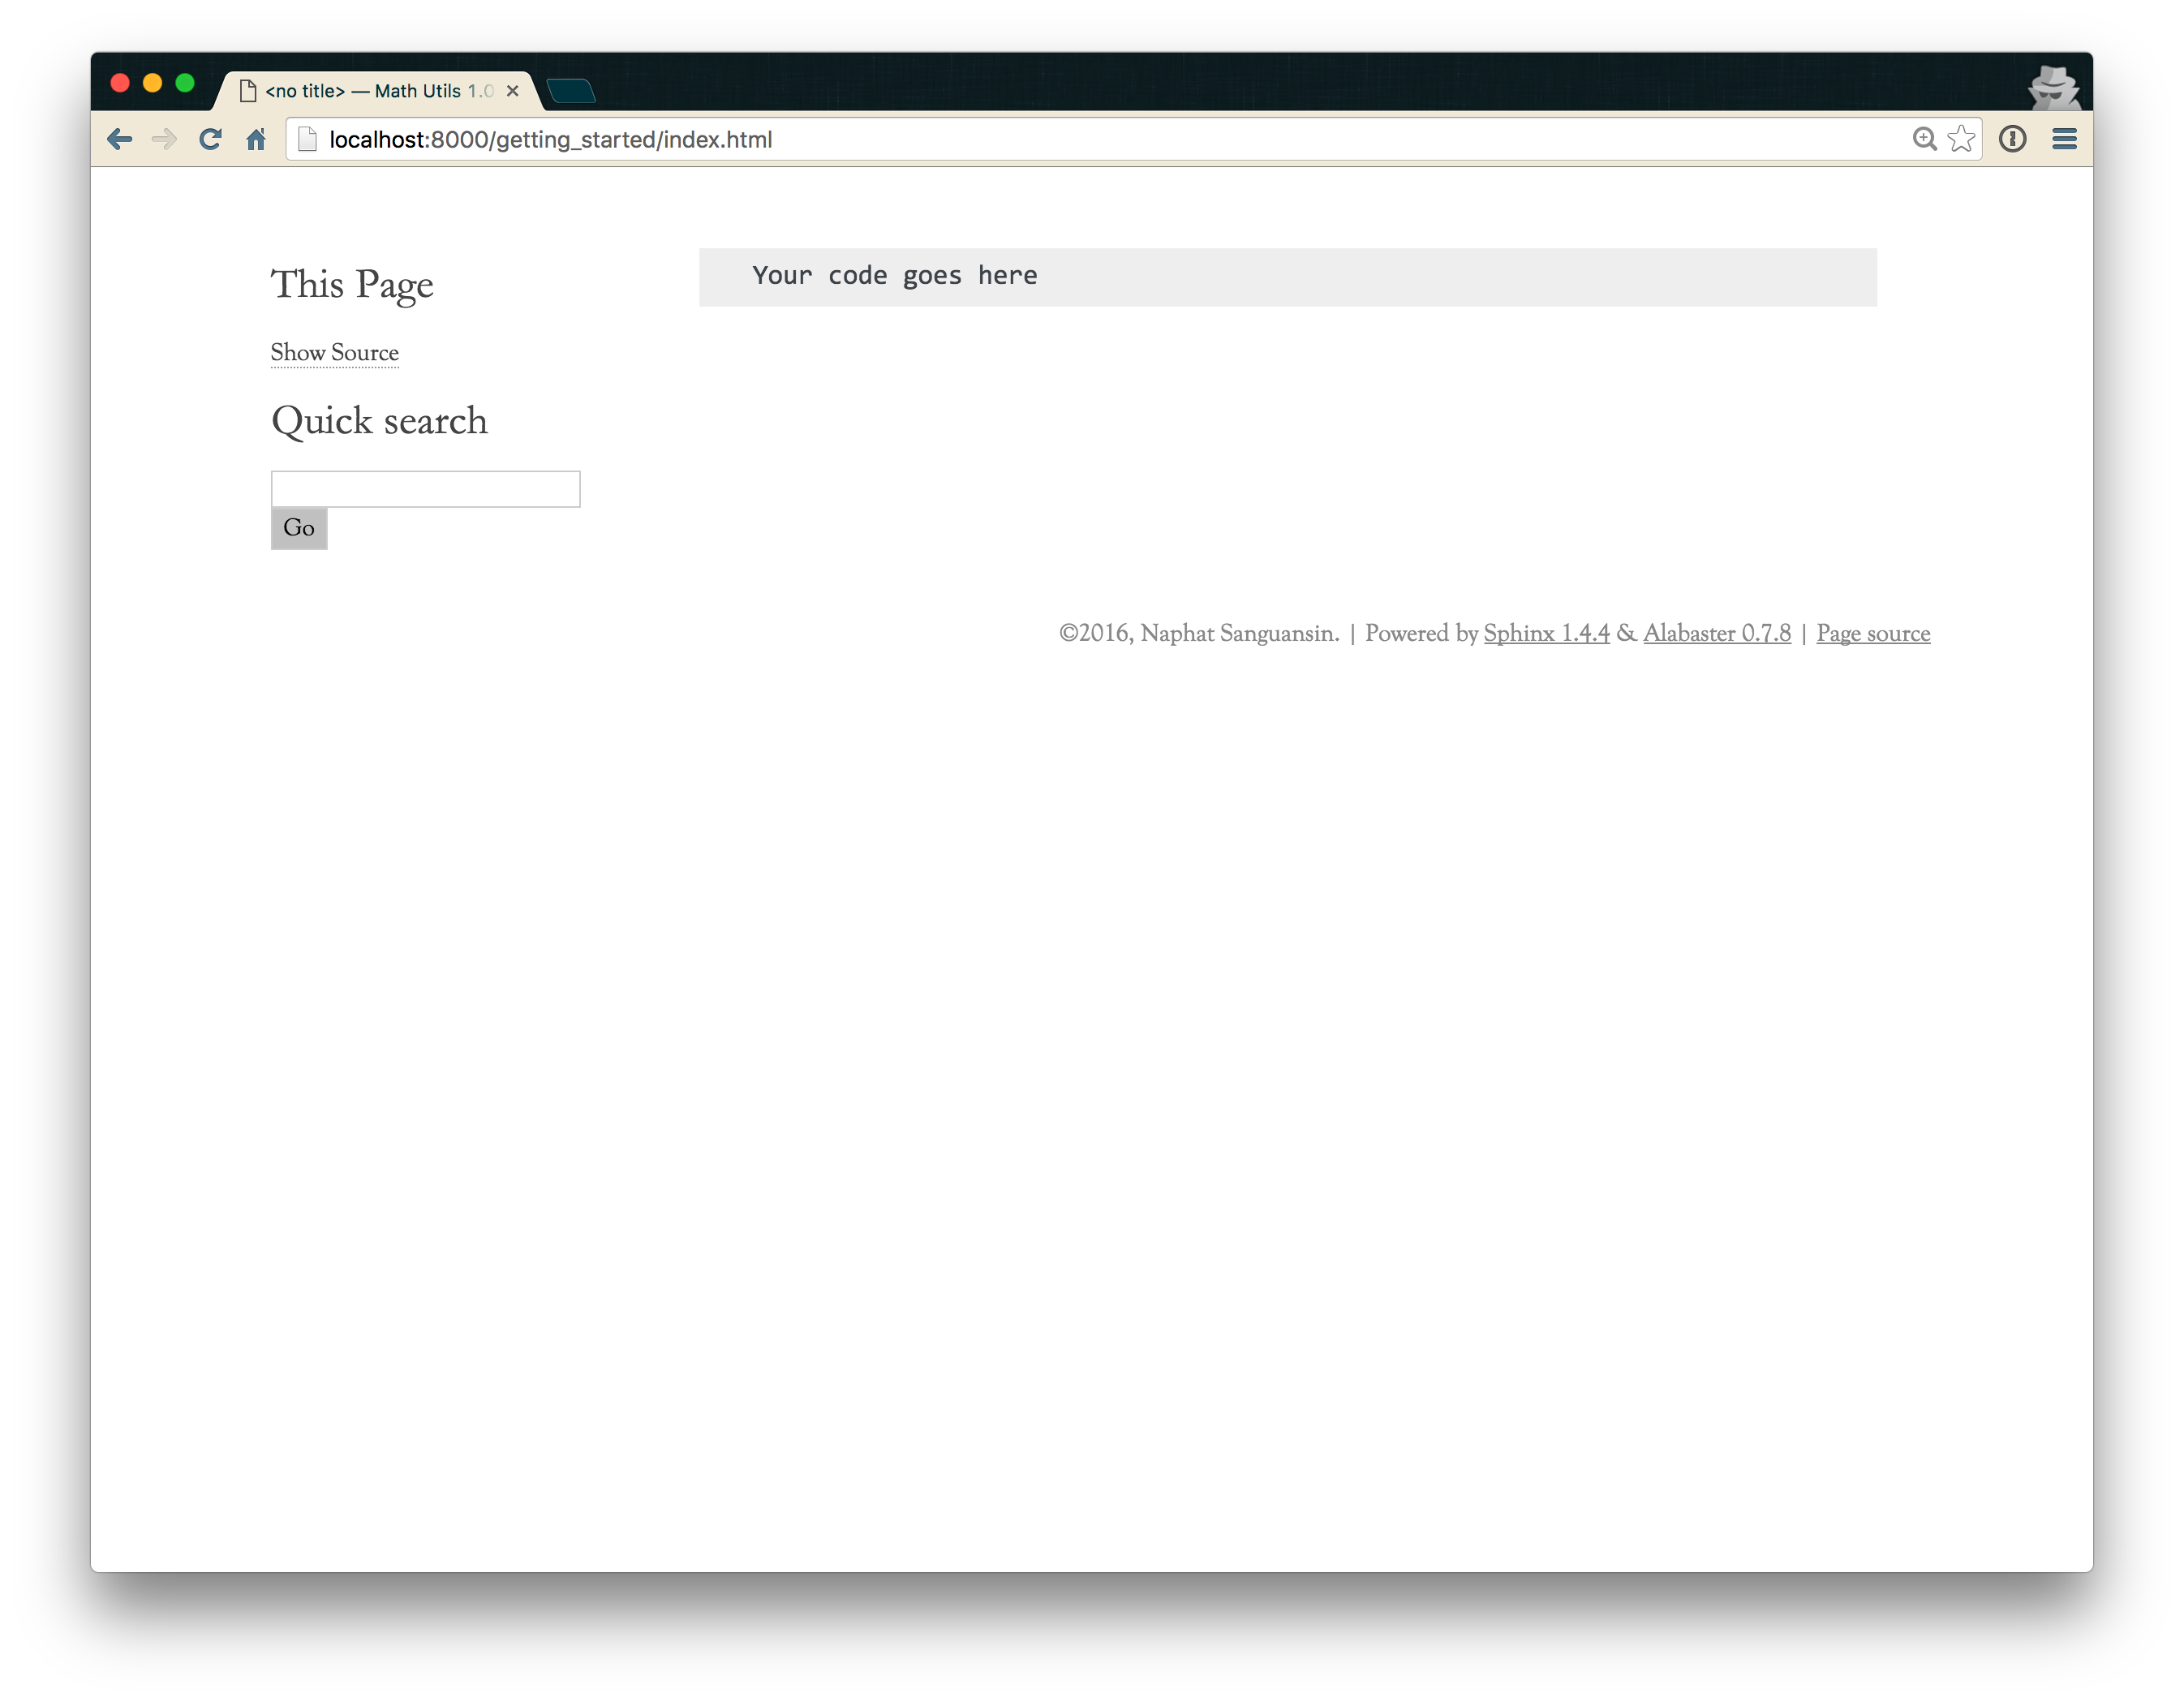 <no title> — Math Utils 1.0
localhost:8000/getting_started/index.html
This Page
Show Source
Quick search
Go
Your code goes here
©2016, Naphat Sanguansin. | Powered by Sphinx 1.4.4 & Alabaster 0.7.8 | Page source